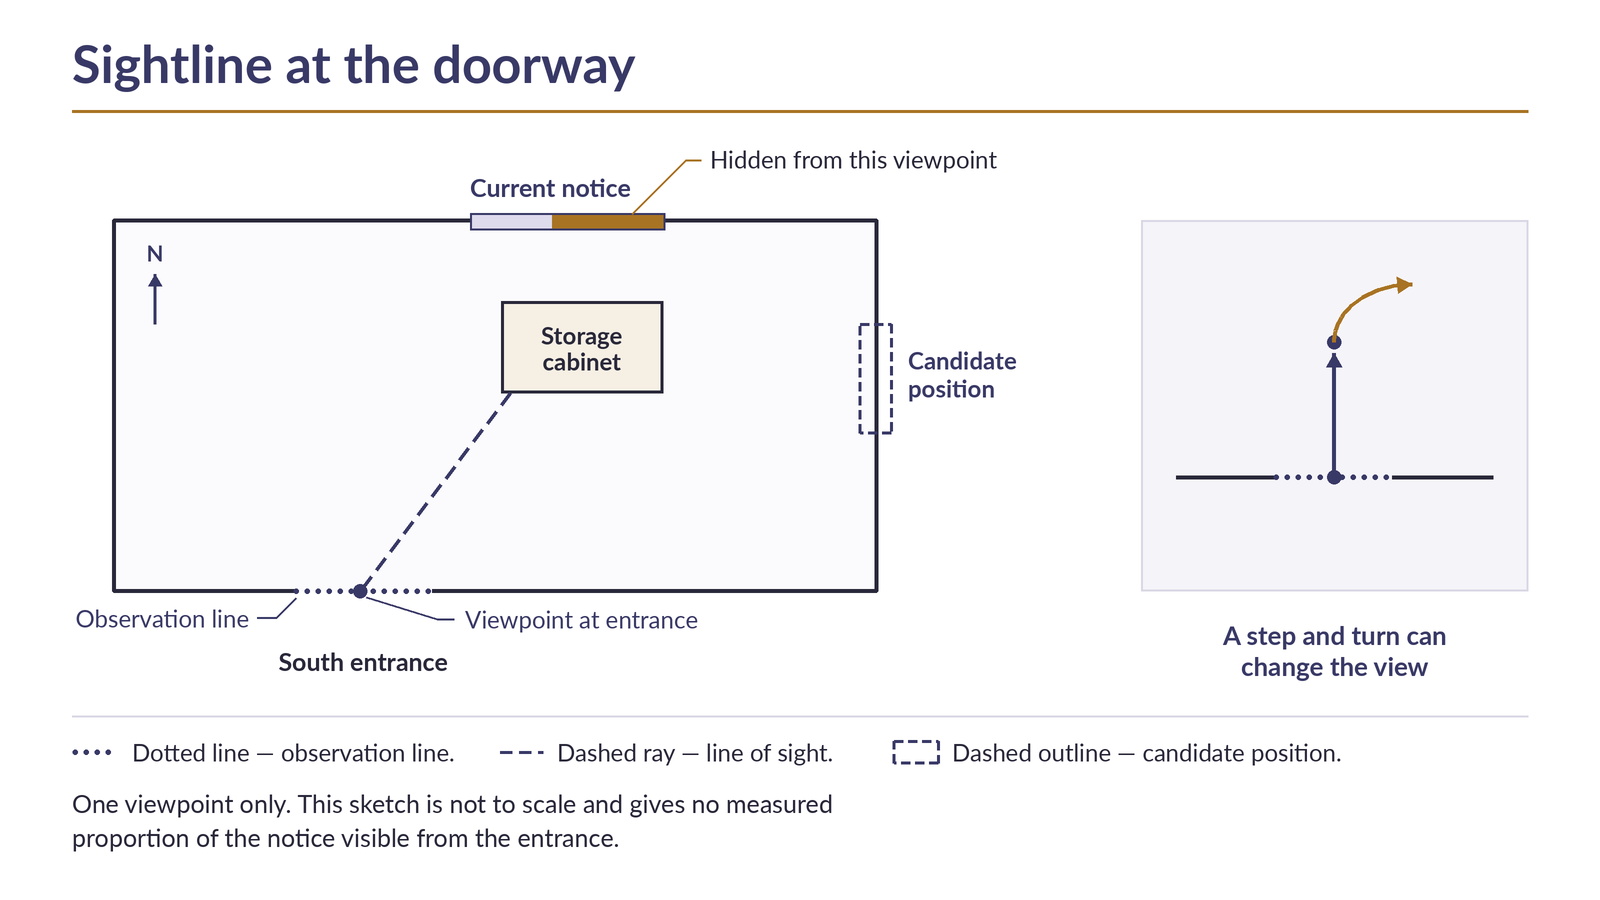 Sightline at the doorway
Hidden from this viewpoint
Current notice
N
Storage
cabinet
Candidate
position
Observation line
Viewpoint at entrance
South entrance
A step and turn can
change the view
Dotted line — observation line.
Dashed ray — line of sight.
Dashed outline — candidate position.
One viewpoint only. This sketch is not to scale and gives no measured
proportion of the notice visible from the entrance.